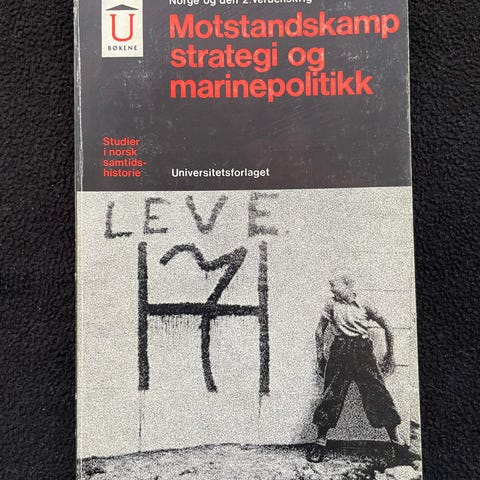 Norge og den 2. verdenskrig
Motstandskamp
strategi og
marinepolitikk
U
BØKENE
Studier
i norsk
samtids-
historie
Universitetsforlaget
LEVE
H7